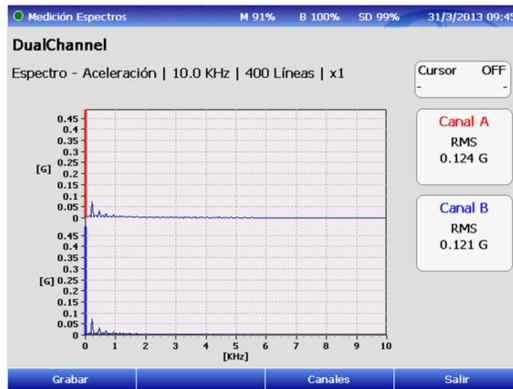 Medición Espectros M 91% B 100% SD 99% 31/3/2013 09:45
DualChannel
Espectro - Aceleración | 10.0 KHz | 400 Líneas | x1
Cursor OFF
- -
Canal A
RMS
0.124 G
Canal B
RMS
0.121 G
0.45
0.4
0.35
0.3
[G] 0.25
0.2
0.15
0.1
0.05
0
0.45
0.4
0.35
0.3
[G] 0.25
0.2
0.15
0.1
0.05
0
0 1 2 3 4 5 6 7 8 9 10
[KHz]
Grabar Canales Salir